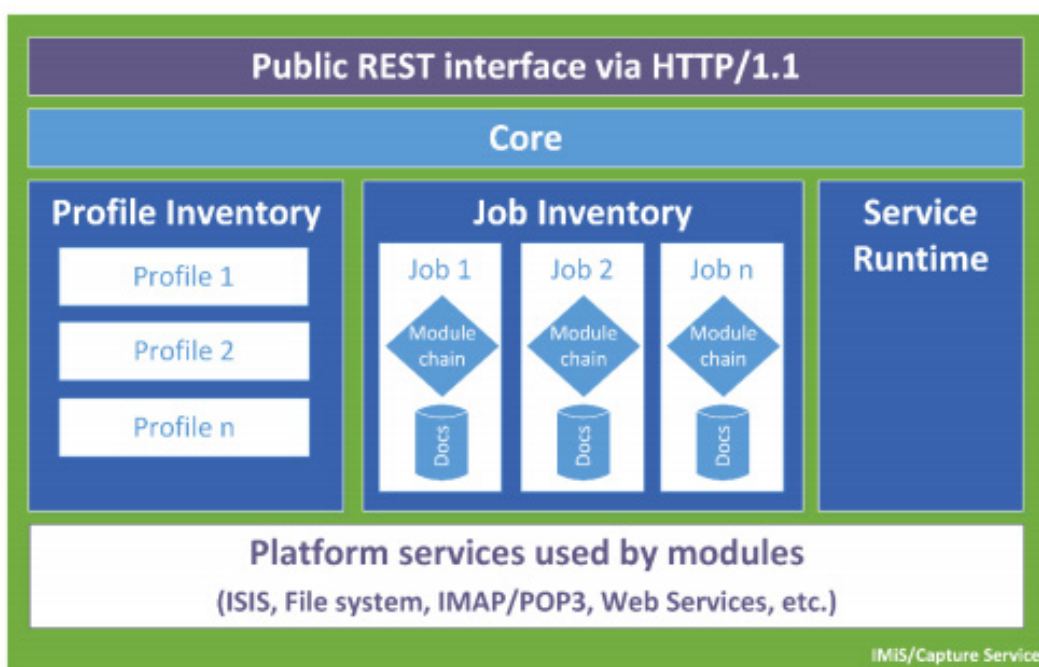 Public REST interface via HTTP/1.1
Core
Profile Inventory
Profile 1
Profile 2
Profile n
Job Inventory
Job 1
Module
chain
Docs
Job 2
Module
chain
Docs
Job n
Module
chain
Docs
Service
Runtime
Platform services used by modules
(ISIS, File system, IMAP/POP3, Web Services, etc.)
IMiS/Capture Service